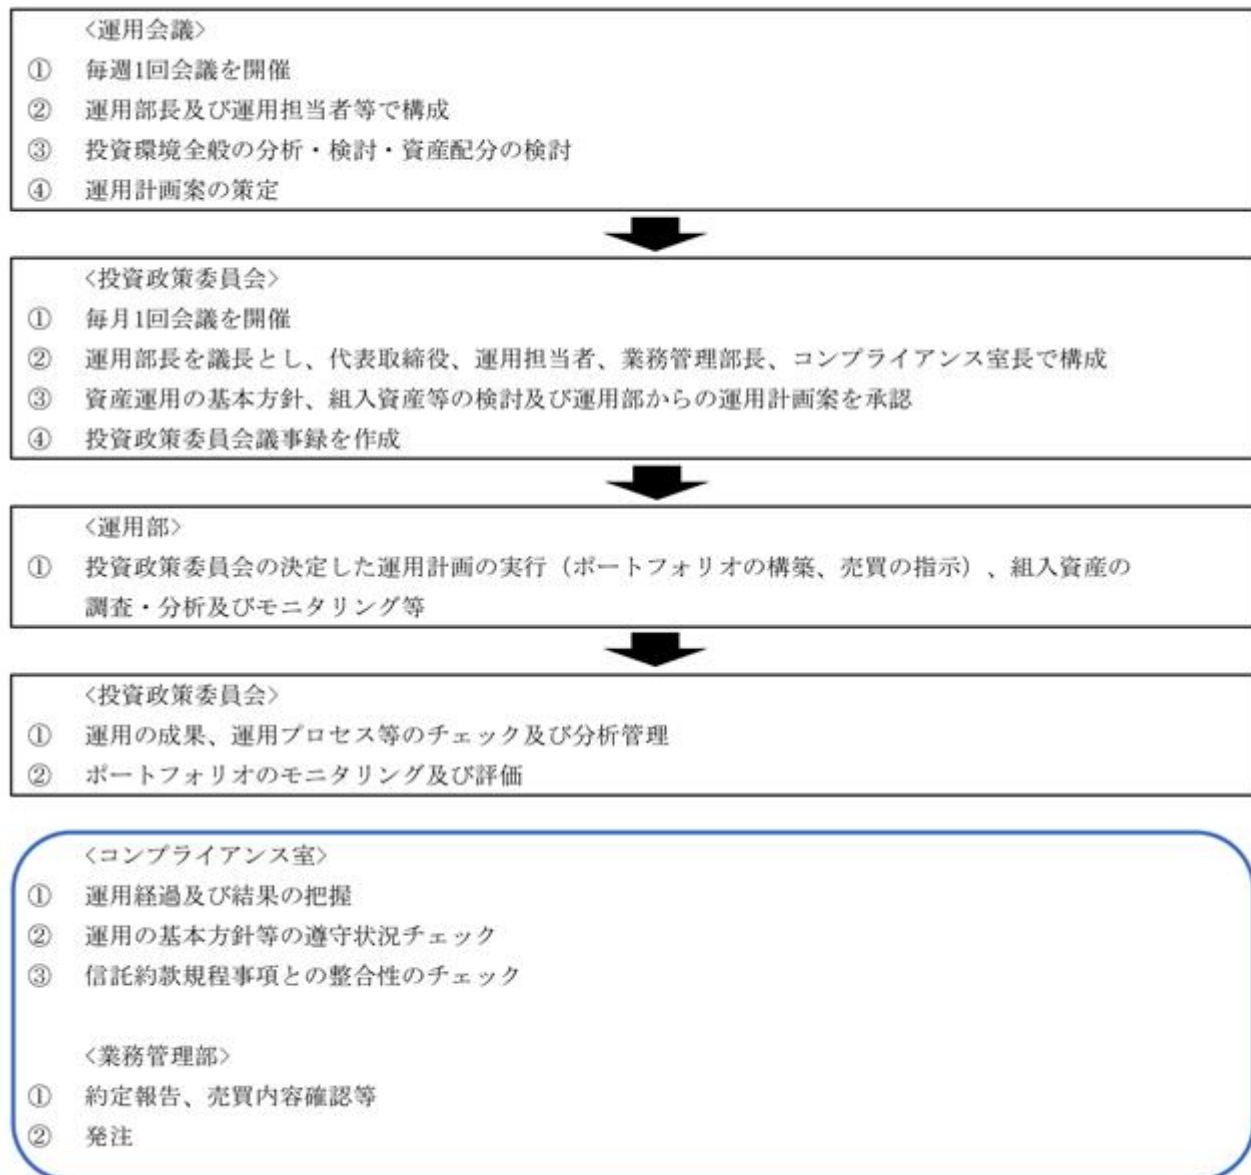 〈運用会議〉
① 毎週1回会議を開催
② 運用部長及び運用担当者等で構成
③ 投資環境全般の分析・検討・資産配分の検討
④ 運用計画案の策定
〈投資政策委員会〉
① 毎月1回会議を開催
② 運用部長を議長とし、代表取締役、運用担当者、業務管理部長、コンプライアンス室長で構成
③ 資産運用の基本方針、組入資産等の検討及び運用部からの運用計画案を承認
④ 投資政策委員会議事録を作成
〈運用部〉
① 投資政策委員会の決定した運用計画の実行（ポートフォリオの構築、売買の指示）、組入資産の
調査・分析及びモニタリング等
〈投資政策委員会〉
① 運用の成果、運用プロセス等のチェック及び分析管理
② ポートフォリオのモニタリング及び評価
〈コンプライアンス室〉
① 運用経過及び結果の把握
② 運用の基本方針等の遵守状況チェック
③ 信託約款規程事項との整合性のチェック
〈業務管理部〉
① 約定報告、売買内容確認等
② 発注